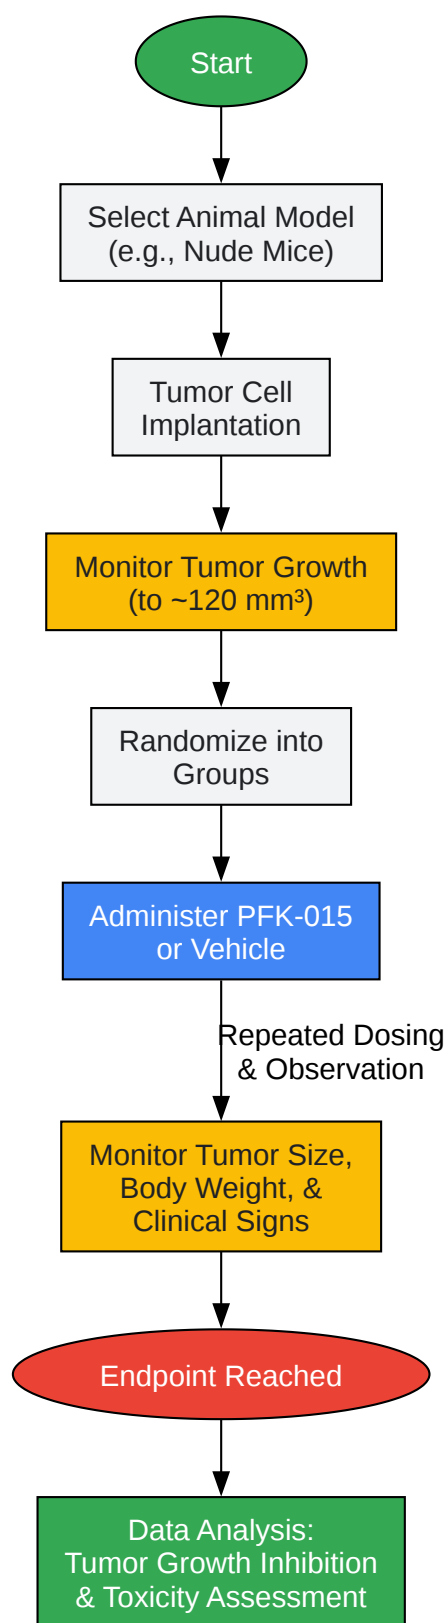 Start
Select Animal Model
(e.g., Nude Mice)
Tumor Cell
Implantation
Monitor Tumor Growth
(to ~120 mm³)
Randomize into
Groups
Administer PFK-015
or Vehicle
Repeated Dosing
& Observation
Monitor Tumor Size,
Body Weight, &
Clinical Signs
Endpoint Reached
Data Analysis:
Tumor Growth Inhibition
& Toxicity Assessment